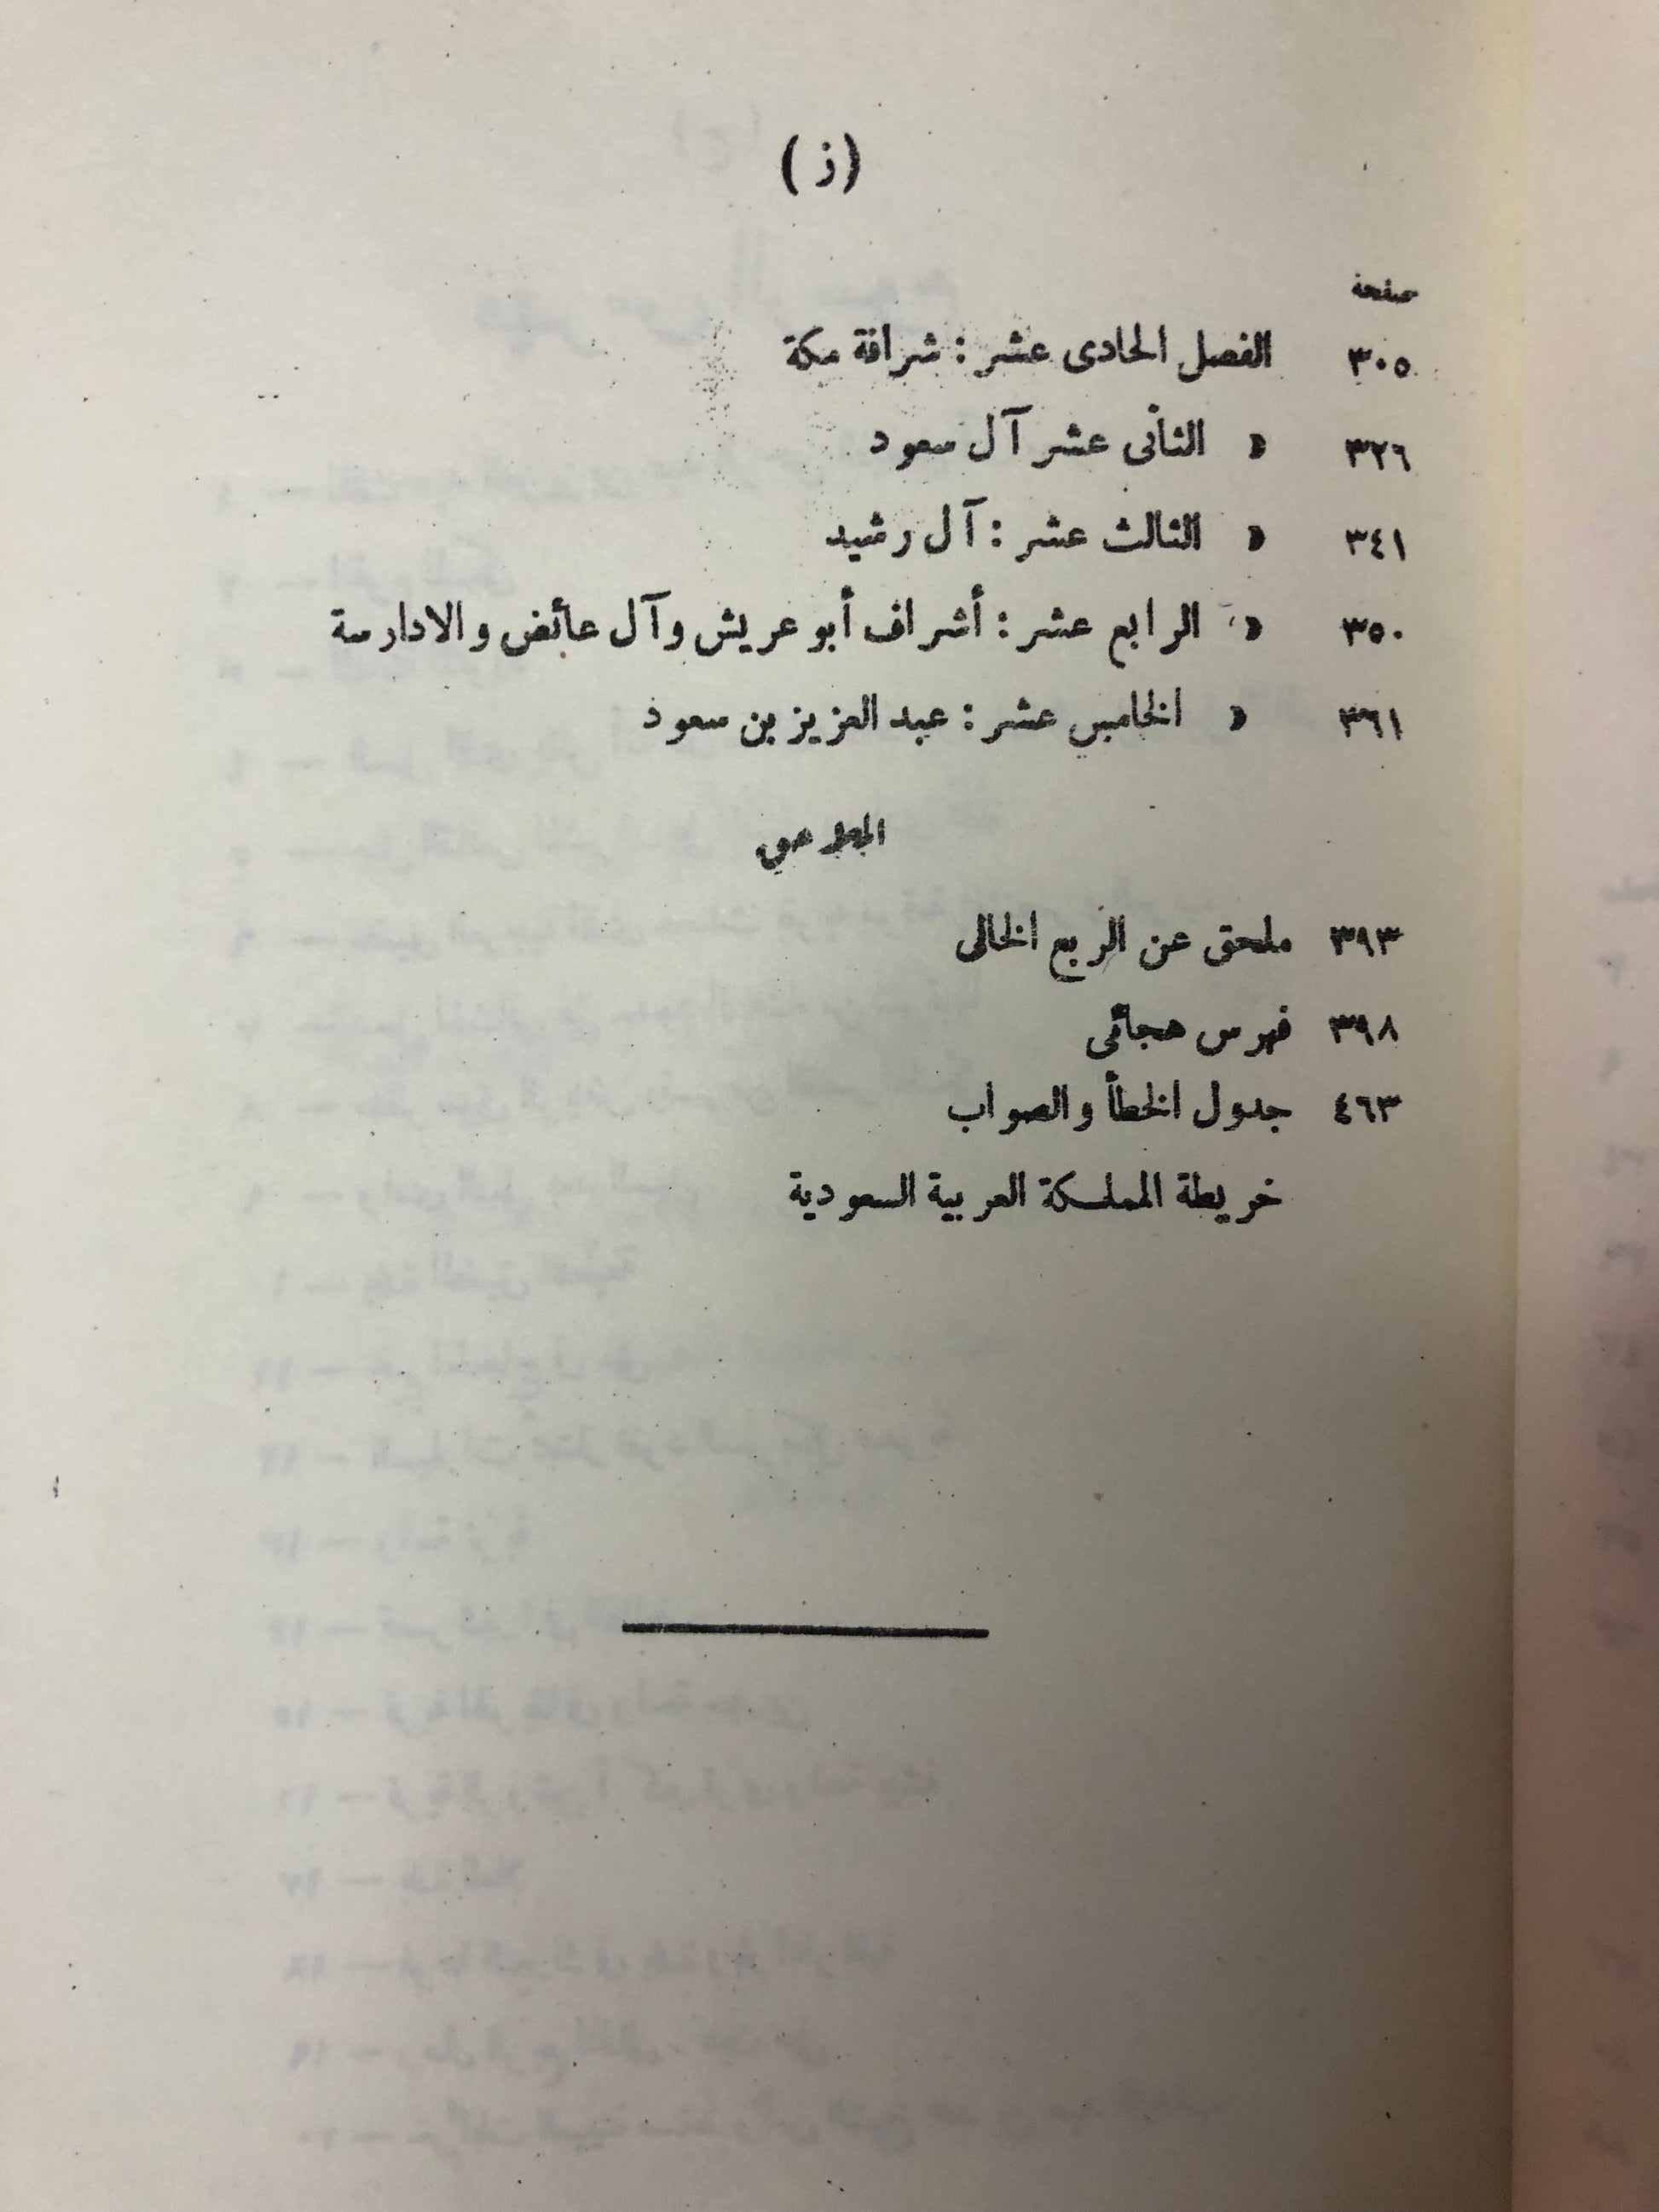 (ز)
صفحة
٣٠٥ الفصل الحادى عشر : شرافة مكة
٣٢٦ » الثانى عشر آل سعود
٣٤١ » الثالث عشر : آل رشيد
٣٥٠ » الرابع عشر : أشراف أبو عريش وآل عائض والادارسة
٣٦١ » الخامس عشر : عبد العزيز بن سعود
الملاحق
٣٩٣ ملحق عن الربع الخالى
٣٩٨ فهرس هجائى
٤٦٣ جدول الخطأ والصواب
خريطة المملكة العربية السعودية